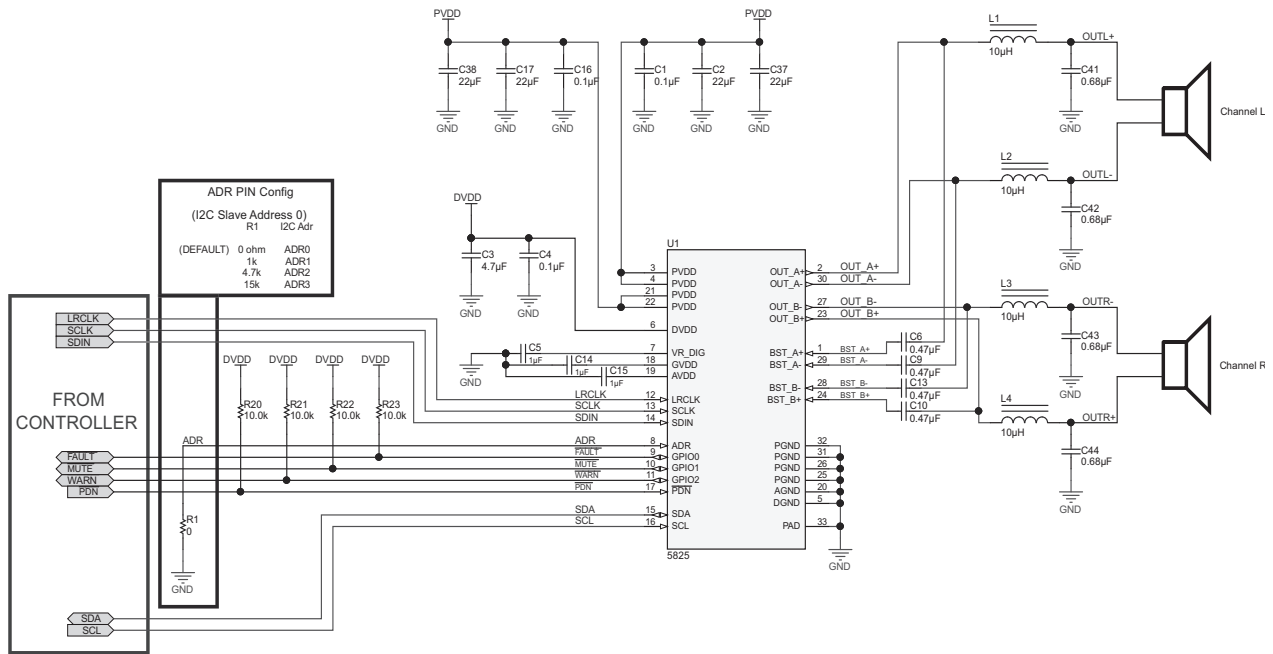 PVDD
PVDD
L1
OUTL+
10µH
C38
22µF
C17
22µF
C16
0.1µF
C1
0.1µF
C2
22µF
C37
22µF
C41
0.68µF
GND
GND
GND
GND
GND
GND
GND
Channel L
L2
OUTL-
10µH
ADR PIN Config
(I2C Slave Address 0)
R1 I2C Adr
(DEFAULT) 0 ohm ADR0
1k ADR1
4.7k ADR2
15k ADR3
DVDD
C42
0.68µF
GND
C3
4.7µF
C4
0.1µF
GND
GND
U1
3 PVDD
4 PVDD
21 PVDD
22 PVDD
6 DVDD
7 VR_DIG
18 GVDD
19 AVDD
12 LRCLK
13 SCLK
14 SDIN
8 ADR
9 GPIO0
10 GPIO1
11 GPIO2
17 PDN
15 SDA
16 SCL
5825
OUT_A+ 2 OUT_A+
OUT_A- 30 OUT_A-
OUT_B- 27 OUT_B-
OUT_B+ 23 OUT_B+
BST_A+ 1 BST_A+
BST_A- 29 BST_A-
BST_B- 28 BST_B-
BST_B+ 24 BST_B+
PGND 32
PGND 31
PGND 26
PGND 25
AGND 20
DGND 5
PAD 33
GND
C6
0.47µF
C9
0.47µF
C13
0.47µF
C10
0.47µF
L3
OUTR-
10µH
C43
0.68µF
GND
Channel R
L4
OUTR+
10µH
C44
0.68µF
GND
C5
1µF
C14
1µF
C15
1µF
GND
LRCLK
SCLK
SDIN
ADR
FAULT
MUTE
WARN
PDN
SDA
SCL
LRCLK
SCLK
SDIN
DVDD
DVDD
DVDD
DVDD
R20
10.0k
R21
10.0k
R22
10.0k
R23
10.0k
FROM
CONTROLLER
ADR
FAULT
MUTE
WARN
PDN
R1
0
GND
SDA
SCL